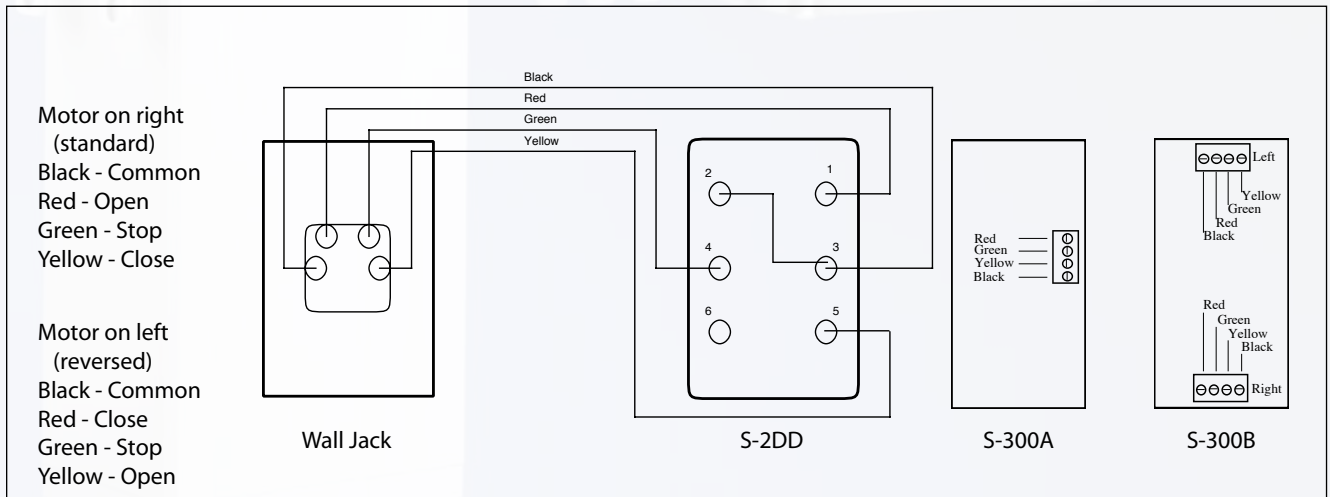 Motor on right
(standard)
Black - Common
Red - Open
Green - Stop
Yellow - Close
Motor on left
(reversed)
Black - Common
Red - Close
Green - Stop
Yellow - Open
Black
Red
Green
Yellow
Wall Jack
2
1
4
3
6
5
S-2DD
Red
Green
Yellow
Black
S-300A
Left
Yellow
Green
Red
Black
Red
Green
Yellow
Black
Right
S-300B